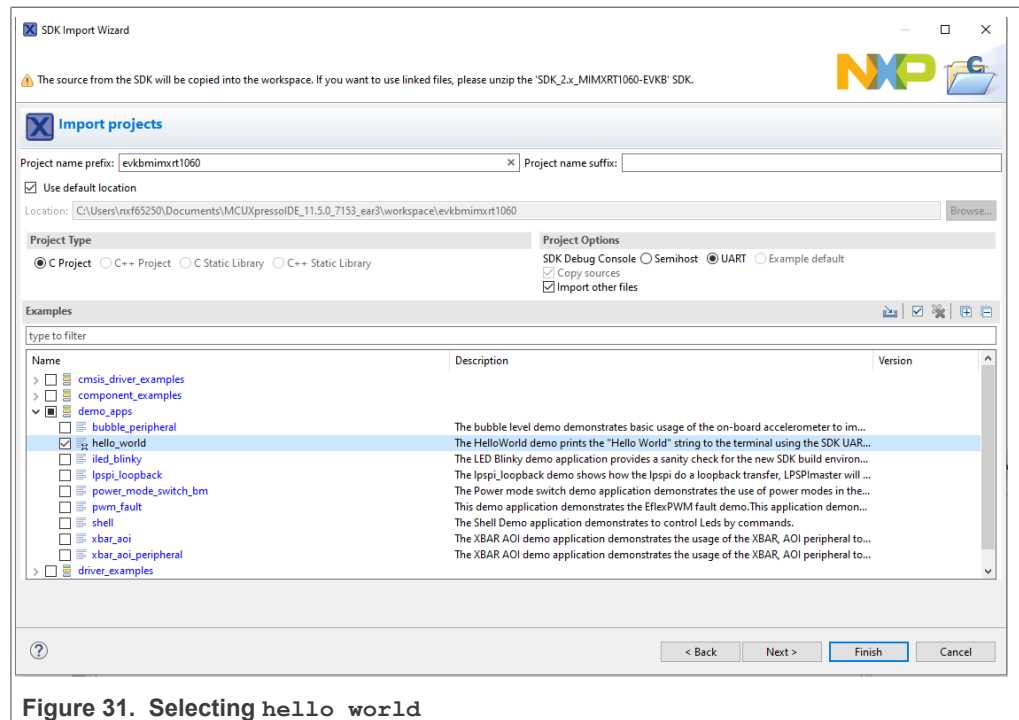 SDK Import Wizard
The source from the SDK will be copied into the workspace. If you want to use linked files, please unzip the 'SDK_2.x_MIMXRT1060-EVKB' SDK.
NXP
Import projects
Project name prefix: evkbmimxrt1060 Project name suffix:
Use default location
Location: C:\Users\nxf65250\Documents\MCUXpressoIDE_11.5.0_7153_ear3\workspace\evkbmimxrt1060 Browse...
Project Type Project Options
C Project C++ Project C Static Library C++ Static Library SDK Debug Console Semihost UART Example default
Copy sources
Import other files
Examples
type to filter
Name Description Version
cmsis_driver_examples
component_examples
demo_apps
bubble_peripheral The bubble level demo demonstrates basic usage of the on-board accelerometer to im...
hello_world The HelloWorld demo prints the "Hello World" string to the terminal using the SDK UAR...
iled_blinky The LED Blinky demo application provides a sanity check for the new SDK build environ...
lpspi_loopback The lpspi_loopback demo shows how the lpspi do a loopback transfer, LPSPImaster will ...
power_mode_switch_bm The Power mode switch demo application demonstrates the use of power modes in the...
pwm_fault This demo application demonstrates the EflexPWM fault demo.This application demon...
shell The Shell Demo application demonstrates to control Leds by commands.
xbar_aoi The XBAR AOI demo application demonstrates the usage of the XBAR, AOI peripheral to...
xbar_aoi_peripheral The XBAR AOI demo application demonstrates the usage of the XBAR, AOI peripheral to...
driver_examples
< Back Next > Finish Cancel
Figure 31. Selecting hello world